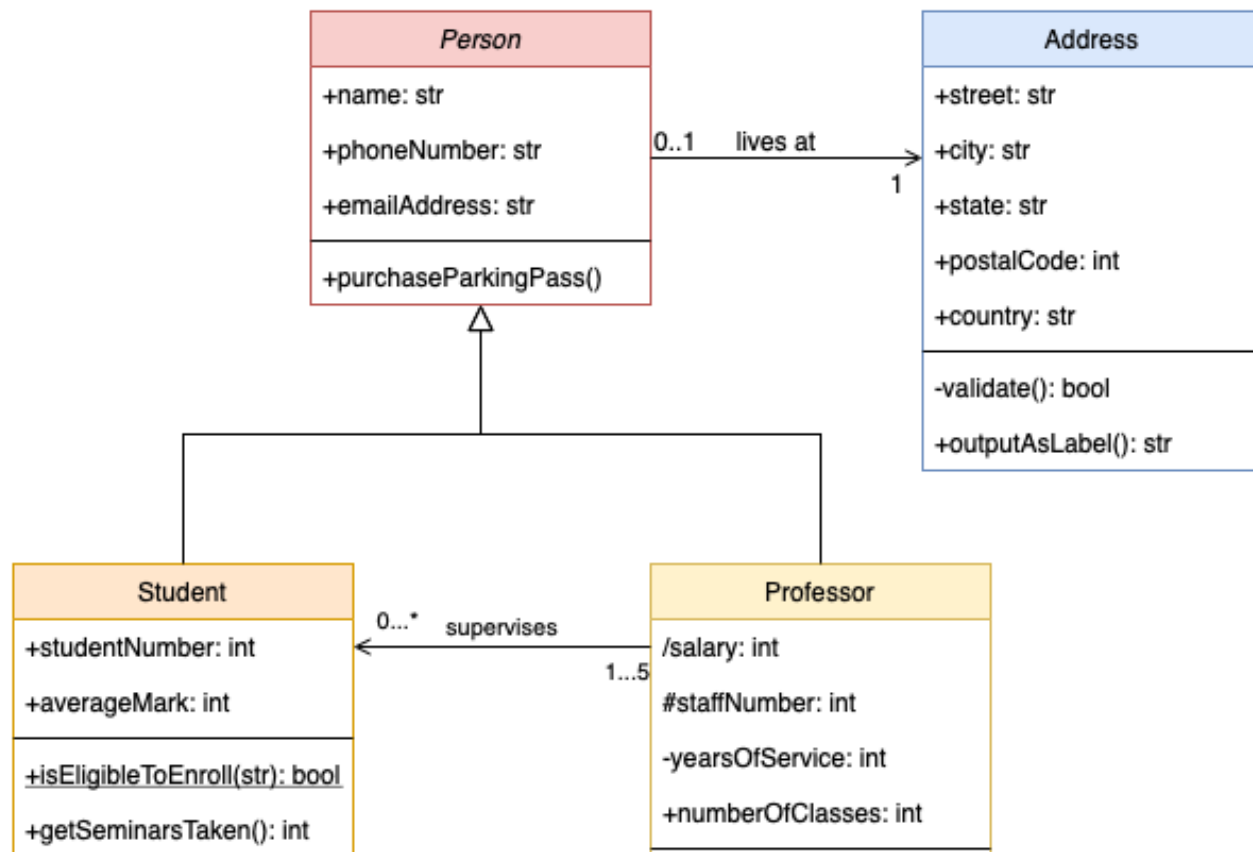 Person
+name: str
+phoneNumber: str
+emailAddress: str
+purchaseParkingPass()
0..1 lives at
1
Address
+street: str
+city: str
+state: str
+postalCode: int
+country: str
-validate(): bool
+outputAsLabel(): str
Student
+studentNumber: int
+averageMark: int
+isEligibleToEnroll(str): bool
+getSeminarsTaken(): int
0...* supervises
1...5
Professor
/salary: int
#staffNumber: int
-yearsOfService: int
+numberOfClasses: int